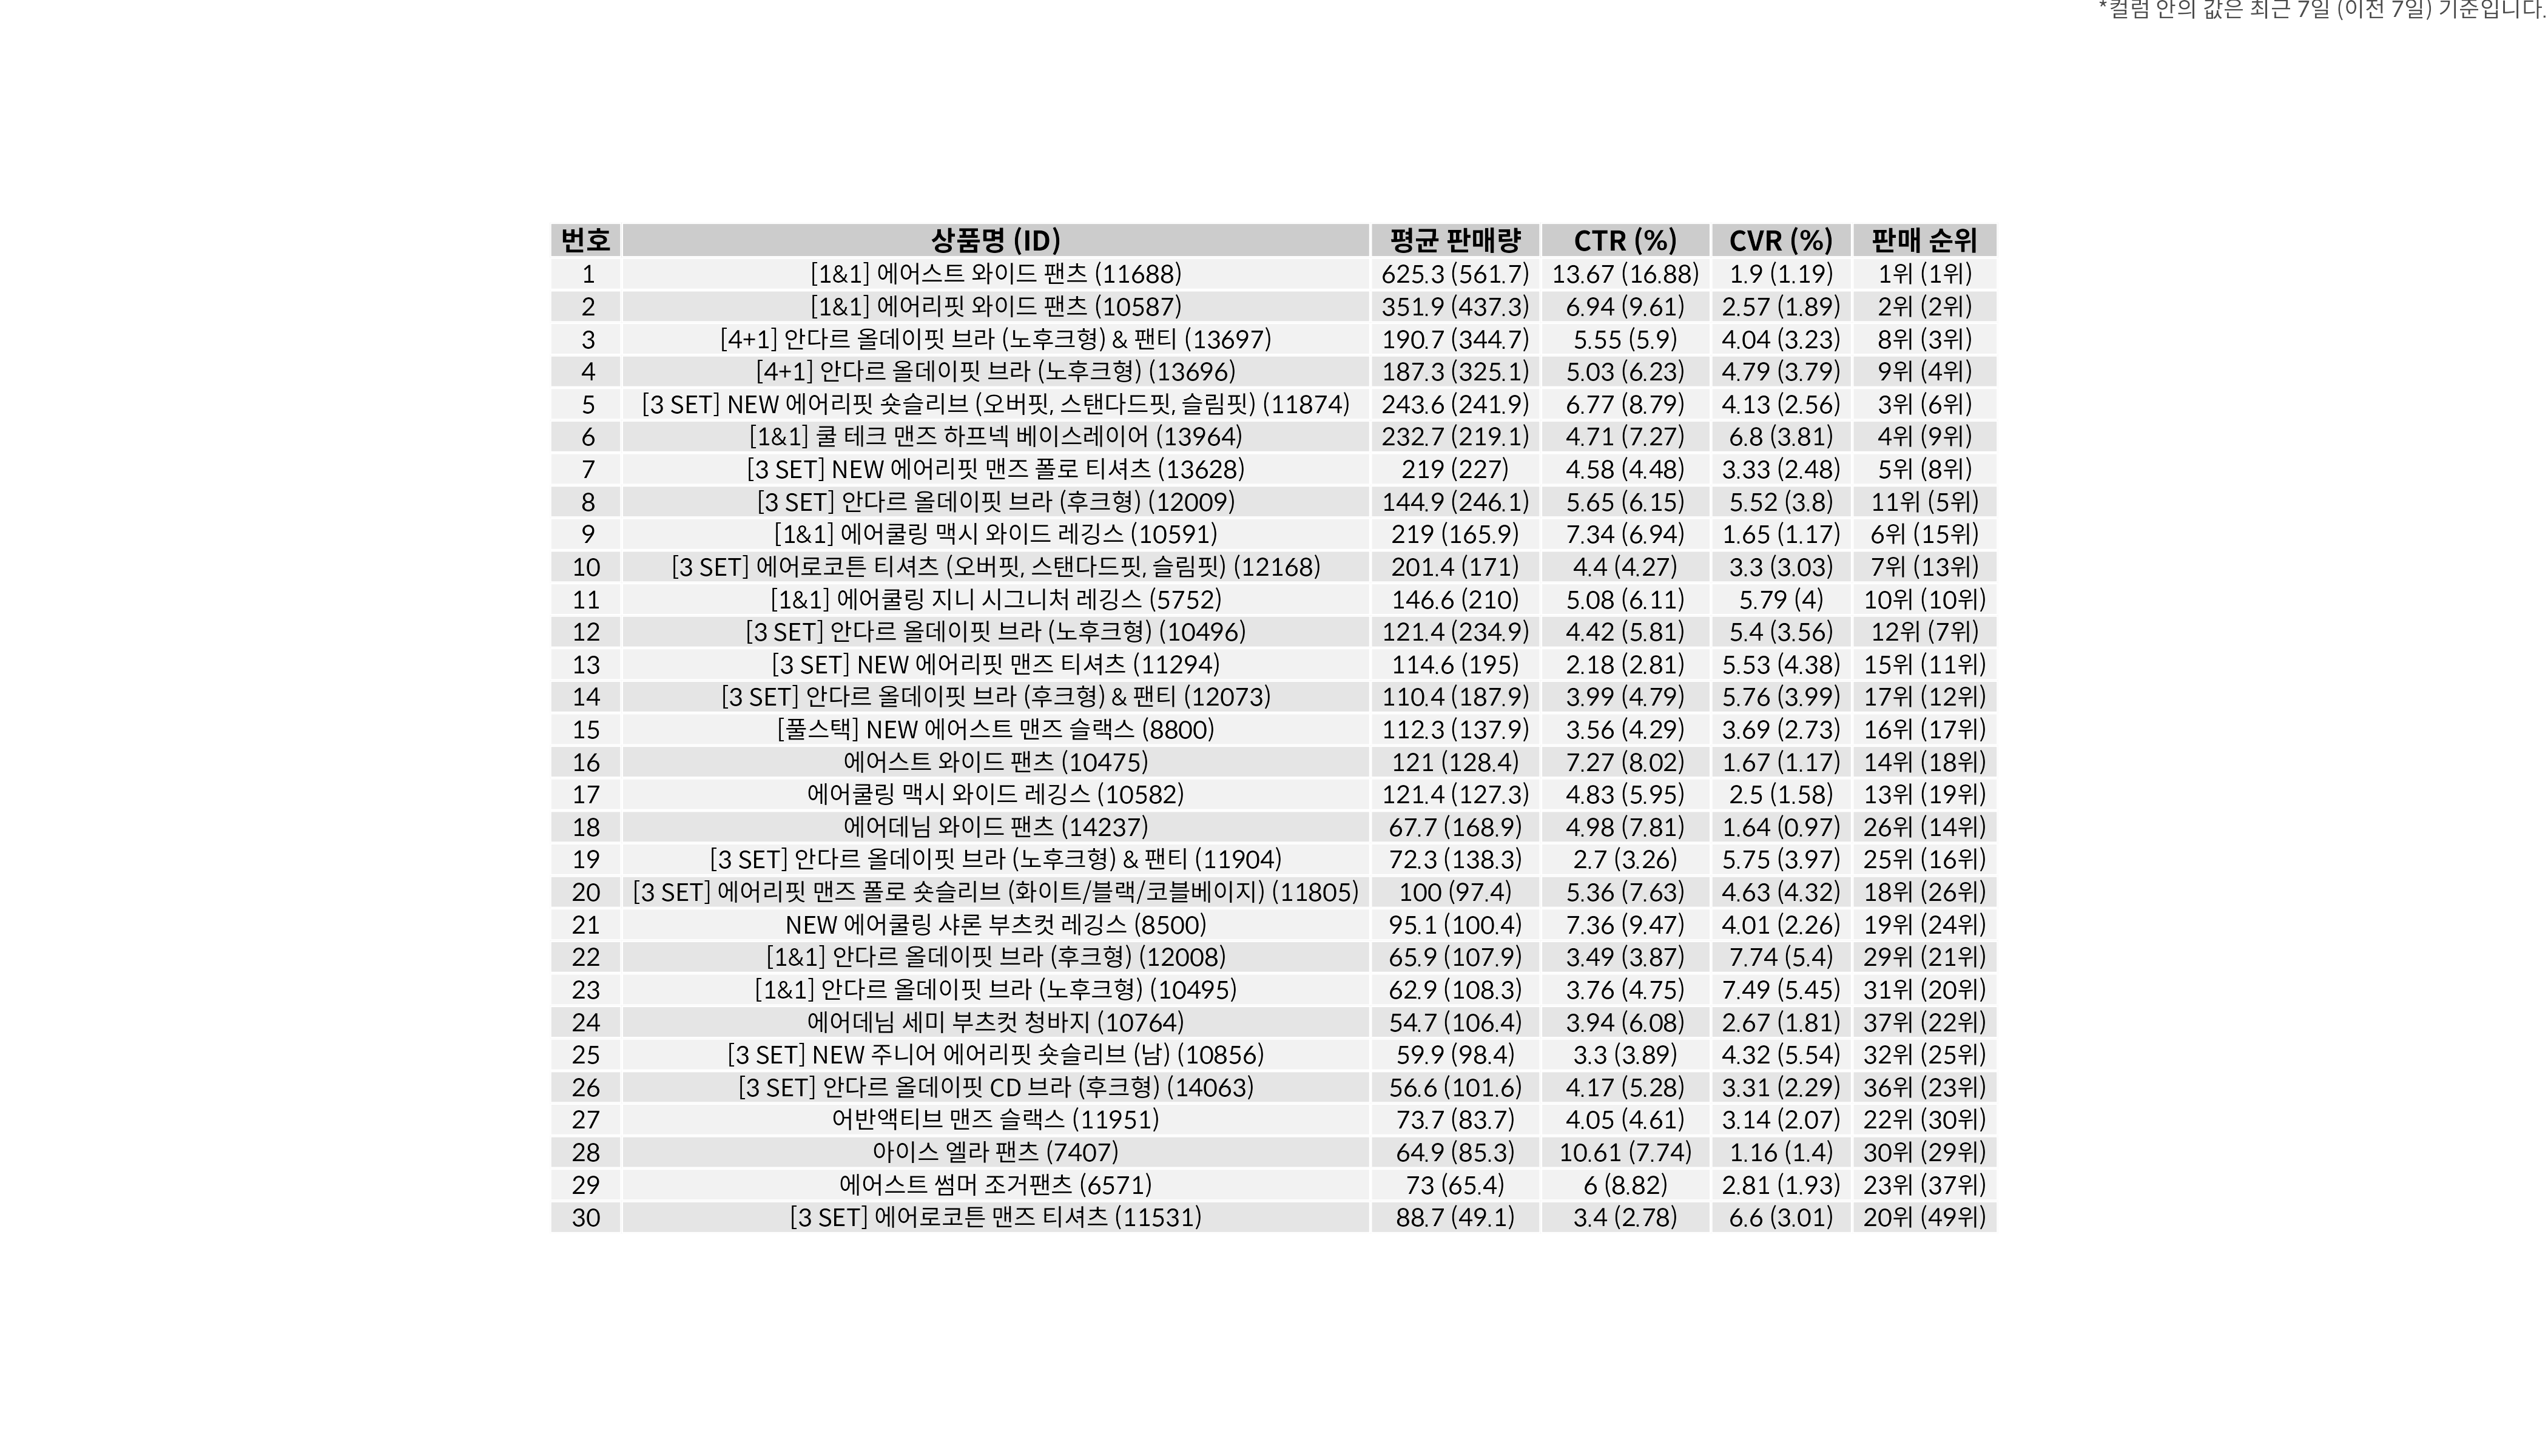 *컬럼 안의 값은 최근 7일 (이전 7일) 기준입니다.
번호 상품명 (ID) 평균 판매량 CTR (%) CVR (%) 판매 순위
1 [1&1] 에어스트 와이드 팬츠 (11688) 625.3 (561.7) 13.67 (16.88) 1.9 (1.19) 1위 (1위)
2 [1&1] 에어리핏 와이드 팬츠 (10587) 351.9 (437.3) 6.94 (9.61) 2.57 (1.89) 2위 (2위)
3 [4+1] 안다르 올데이핏 브라 (노후크형) & 팬티 (13697) 190.7 (344.7) 5.55 (5.9) 4.04 (3.23) 8위 (3위)
4 [4+1] 안다르 올데이핏 브라 (노후크형) (13696) 187.3 (325.1) 5.03 (6.23) 4.79 (3.79) 9위 (4위)
5 [3 SET] NEW 에어리핏 숏슬리브 (오버핏, 스탠다드핏, 슬림핏) (11874) 243.6 (241.9) 6.77 (8.79) 4.13 (2.56) 3위 (6위)
6 [1&1] 쿨 테크 맨즈 하프넥 베이스레이어 (13964) 232.7 (219.1) 4.71 (7.27) 6.8 (3.81) 4위 (9위)
7 [3 SET] NEW 에어리핏 맨즈 폴로 티셔츠 (13628) 219 (227) 4.58 (4.48) 3.33 (2.48) 5위 (8위)
8 [3 SET] 안다르 올데이핏 브라 (후크형) (12009) 144.9 (246.1) 5.65 (6.15) 5.52 (3.8) 11위 (5위)
9 [1&1] 에어쿨링 맥시 와이드 레깅스 (10591) 219 (165.9) 7.34 (6.94) 1.65 (1.17) 6위 (15위)
10 [3 SET] 에어로코튼 티셔츠 (오버핏, 스탠다드핏, 슬림핏) (12168) 201.4 (171) 4.4 (4.27) 3.3 (3.03) 7위 (13위)
11 [1&1] 에어쿨링 지니 시그니처 레깅스 (5752) 146.6 (210) 5.08 (6.11) 5.79 (4) 10위 (10위)
12 [3 SET] 안다르 올데이핏 브라 (노후크형) (10496) 121.4 (234.9) 4.42 (5.81) 5.4 (3.56) 12위 (7위)
13 [3 SET] NEW 에어리핏 맨즈 티셔츠 (11294) 114.6 (195) 2.18 (2.81) 5.53 (4.38) 15위 (11위)
14 [3 SET] 안다르 올데이핏 브라 (후크형) & 팬티 (12073) 110.4 (187.9) 3.99 (4.79) 5.76 (3.99) 17위 (12위)
15 [풀스택] NEW 에어스트 맨즈 슬랙스 (8800) 112.3 (137.9) 3.56 (4.29) 3.69 (2.73) 16위 (17위)
16 에어스트 와이드 팬츠 (10475) 121 (128.4) 7.27 (8.02) 1.67 (1.17) 14위 (18위)
17 에어쿨링 맥시 와이드 레깅스 (10582) 121.4 (127.3) 4.83 (5.95) 2.5 (1.58) 13위 (19위)
18 에어데님 와이드 팬츠 (14237) 67.7 (168.9) 4.98 (7.81) 1.64 (0.97) 26위 (14위)
19 [3 SET] 안다르 올데이핏 브라 (노후크형) & 팬티 (11904) 72.3 (138.3) 2.7 (3.26) 5.75 (3.97) 25위 (16위)
20 [3 SET] 에어리핏 맨즈 폴로 숏슬리브 (화이트/블랙/코블베이지) (11805) 100 (97.4) 5.36 (7.63) 4.63 (4.32) 18위 (26위)
21 NEW 에어쿨링 샤론 부츠컷 레깅스 (8500) 95.1 (100.4) 7.36 (9.47) 4.01 (2.26) 19위 (24위)
22 [1&1] 안다르 올데이핏 브라 (후크형) (12008) 65.9 (107.9) 3.49 (3.87) 7.74 (5.4) 29위 (21위)
23 [1&1] 안다르 올데이핏 브라 (노후크형) (10495) 62.9 (108.3) 3.76 (4.75) 7.49 (5.45) 31위 (20위)
24 에어데님 세미 부츠컷 청바지 (10764) 54.7 (106.4) 3.94 (6.08) 2.67 (1.81) 37위 (22위)
25 [3 SET] NEW 주니어 에어리핏 숏슬리브 (남) (10856) 59.9 (98.4) 3.3 (3.89) 4.32 (5.54) 32위 (25위)
26 [3 SET] 안다르 올데이핏 CD 브라 (후크형) (14063) 56.6 (101.6) 4.17 (5.28) 3.31 (2.29) 36위 (23위)
27 어반액티브 맨즈 슬랙스 (11951) 73.7 (83.7) 4.05 (4.61) 3.14 (2.07) 22위 (30위)
28 아이스 엘라 팬츠 (7407) 64.9 (85.3) 10.61 (7.74) 1.16 (1.4) 30위 (29위)
29 에어스트 썸머 조거팬츠 (6571) 73 (65.4) 6 (8.82) 2.81 (1.93) 23위 (37위)
30 [3 SET] 에어로코튼 맨즈 티셔츠 (11531) 88.7 (49.1) 3.4 (2.78) 6.6 (3.01) 20위 (49위)